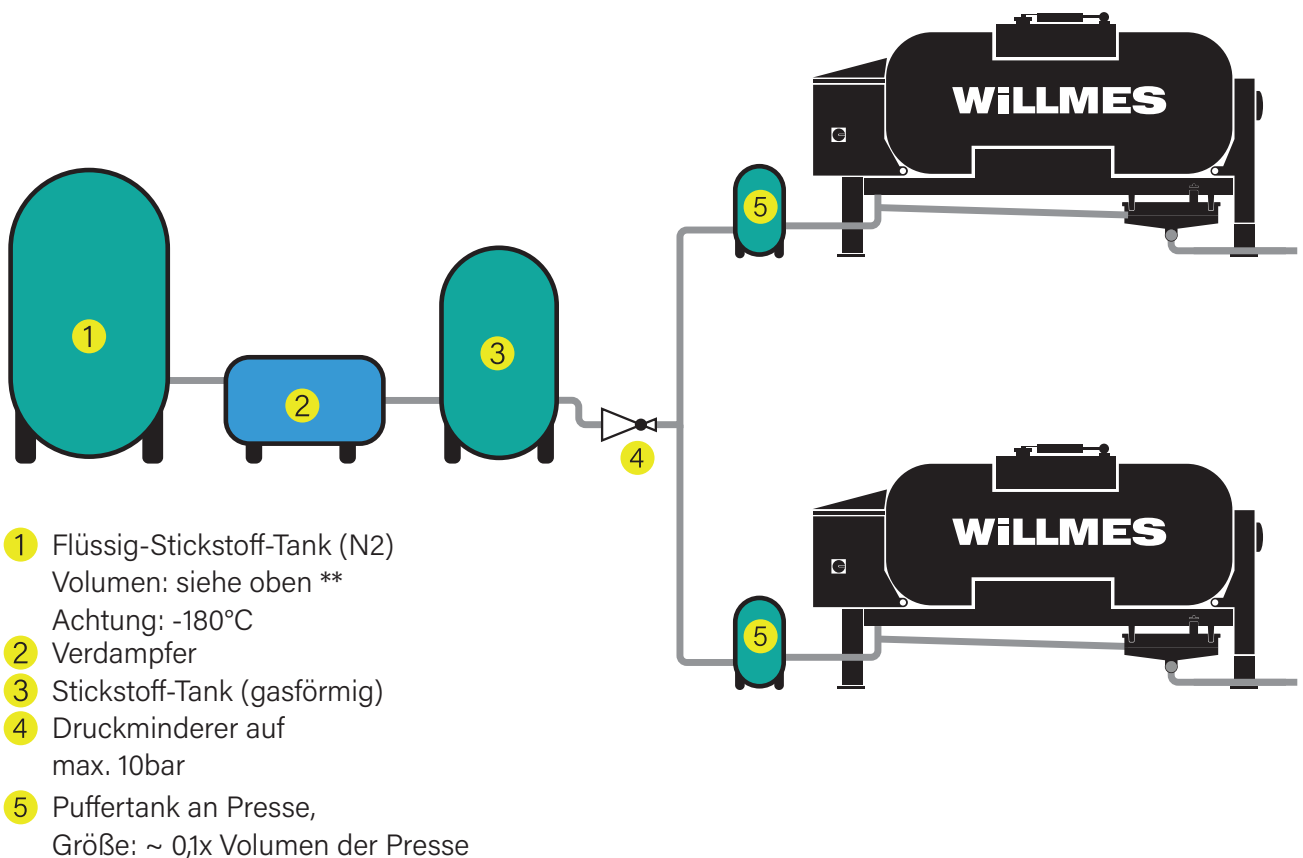 WiLLMES
5
1
3
2
4
WiLLMES
5
1 Flüssig-Stickstoff-Tank (N2)
Volumen: siehe oben **
Achtung: -180°C
2 Verdampfer
3 Stickstoff-Tank (gasförmig)
4 Druckminderer auf
max. 10bar
5 Puffertank an Presse,
Größe: ~ 0,1x Volumen der Presse